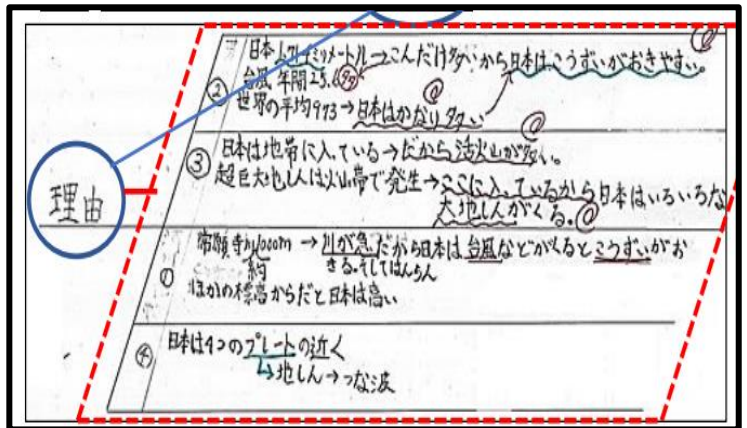 理由
②
日本 1,718ミリメートル→こんだけ多いから日本はこうずいがおきやすい。
台風 年間25.6
世界の平均973→日本はかなり多い
③
日本は地帯に入っている→だから活火山が多い。
超巨大地しんは火山帯で発生→ここに入っているから日本はいろいろな
大地しんがくる。
①
常願寺 → 川が急だから日本は台風などがくるとこうずいがお
約 きる。そしてはんらん
ほかの標高からだと日本は高い
④
日本は4つのプレートの近く
↳地しん→つな波